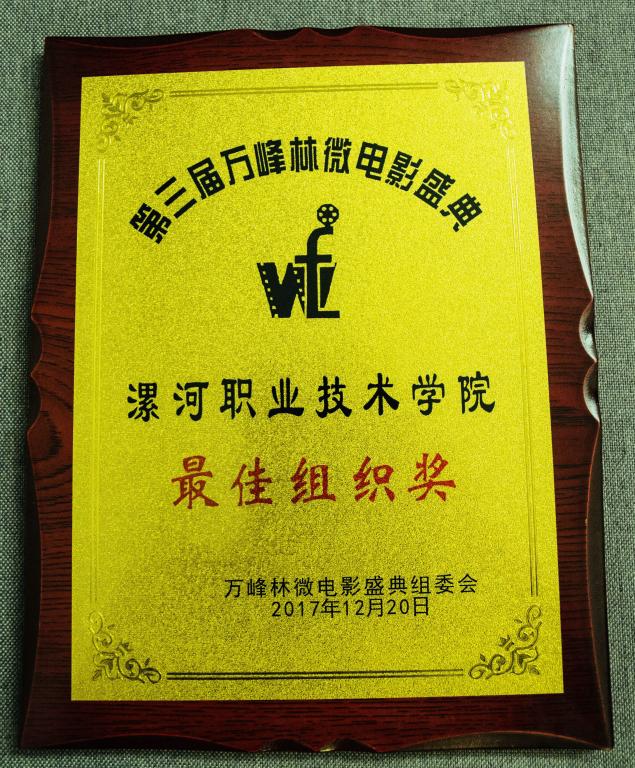 第三届万峰林微电影盛典
漯河职业技术学院
最佳组织奖
万峰林微电影盛典组委会
2017年12月20日